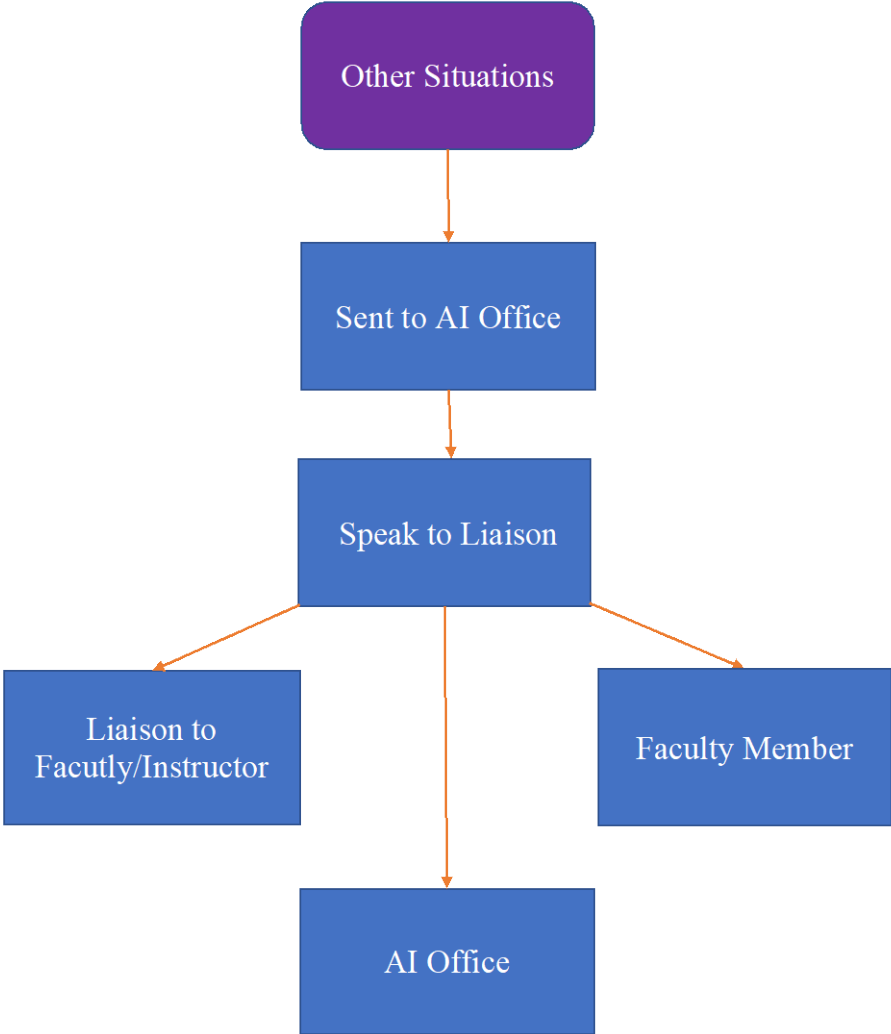 Other Situations
Sent to AI Office
Speak to Liaison
Liaison to
Facutly/Instructor
Faculty Member
AI Office